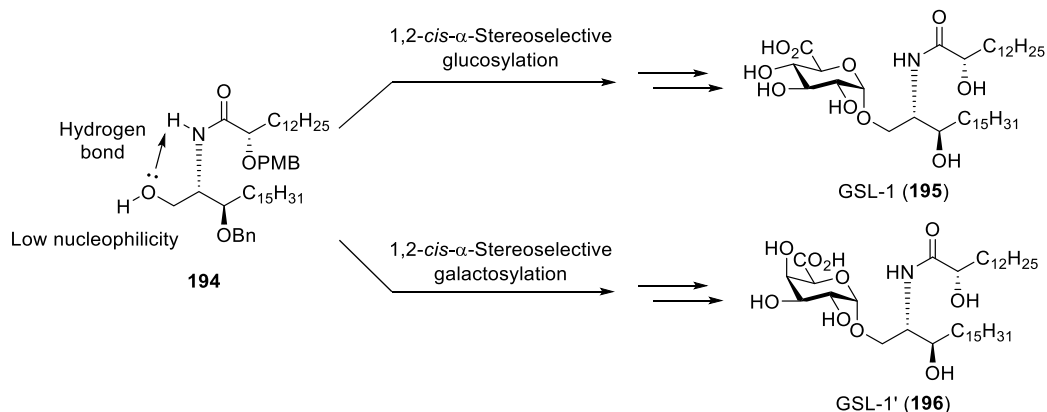 1,2-cis-α-Stereoselective
glucosylation
Hydrogen
bond
H
N
O
C12H25
OPMB
O
H
C15H31
OBn
Low nucleophilicity
194
HO2C
HO
HO
O
HO
O
HN
O
C12H25
OH
C15H31
OH
GSL-1 (195)
1,2-cis-α-Stereoselective
galactosylation
HO
CO2H
O
HO
HO
O
HN
O
C12H25
OH
C15H31
OH
GSL-1' (196)